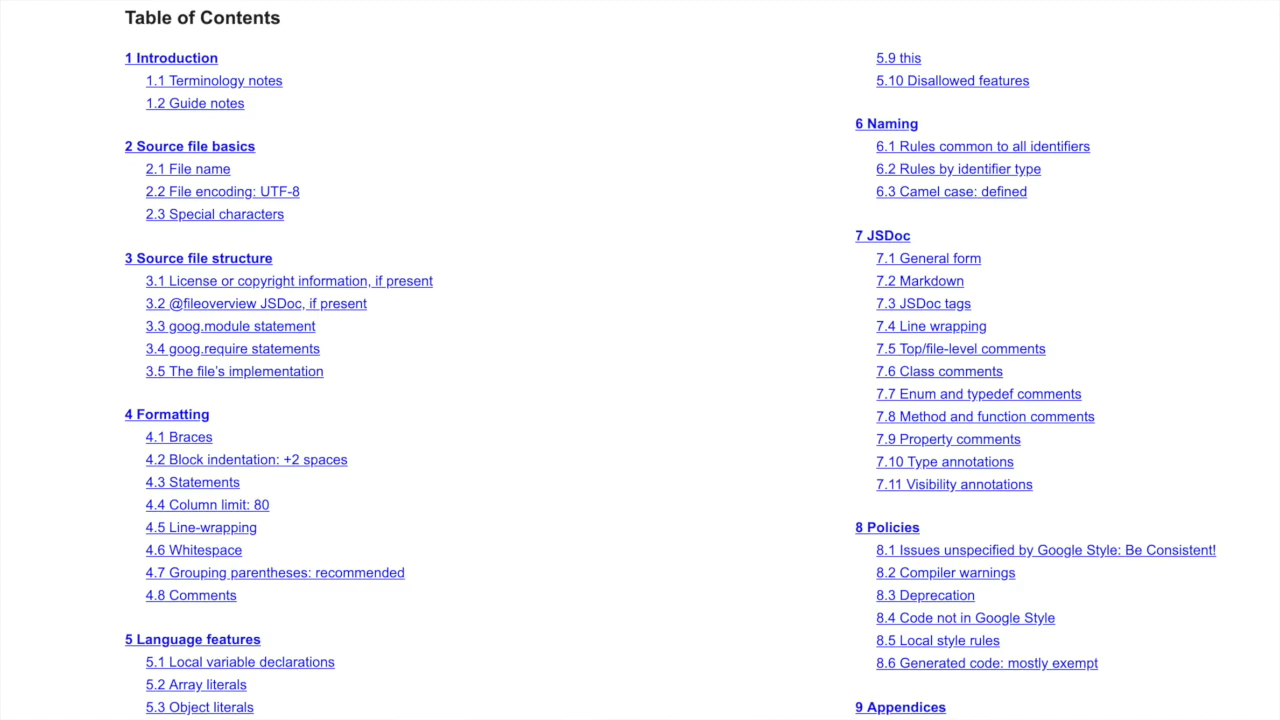 Table of Contents
1 Introduction
1.1 Terminology notes
1.2 Guide notes
2 Source file basics
2.1 File name
2.2 File encoding: UTF-8
2.3 Special characters
3 Source file structure
3.1 License or copyright information, if present
3.2 @fileoverview JSDoc, if present
3.3 goog.module statement
3.4 goog.require statements
3.5 The file’s implementation
4 Formatting
4.1 Braces
4.2 Block indentation: +2 spaces
4.3 Statements
4.4 Column limit: 80
4.5 Line-wrapping
4.6 Whitespace
4.7 Grouping parentheses: recommended
4.8 Comments
5 Language features
5.1 Local variable declarations
5.2 Array literals
5.3 Object literals
5.9 this
5.10 Disallowed features
6 Naming
6.1 Rules common to all identifiers
6.2 Rules by identifier type
6.3 Camel case: defined
7 JSDoc
7.1 General form
7.2 Markdown
7.3 JSDoc tags
7.4 Line wrapping
7.5 Top/file-level comments
7.6 Class comments
7.7 Enum and typedef comments
7.8 Method and function comments
7.9 Property comments
7.10 Type annotations
7.11 Visibility annotations
8 Policies
8.1 Issues unspecified by Google Style: Be Consistent!
8.2 Compiler warnings
8.3 Deprecation
8.4 Code not in Google Style
8.5 Local style rules
8.6 Generated code: mostly exempt
9 Appendices